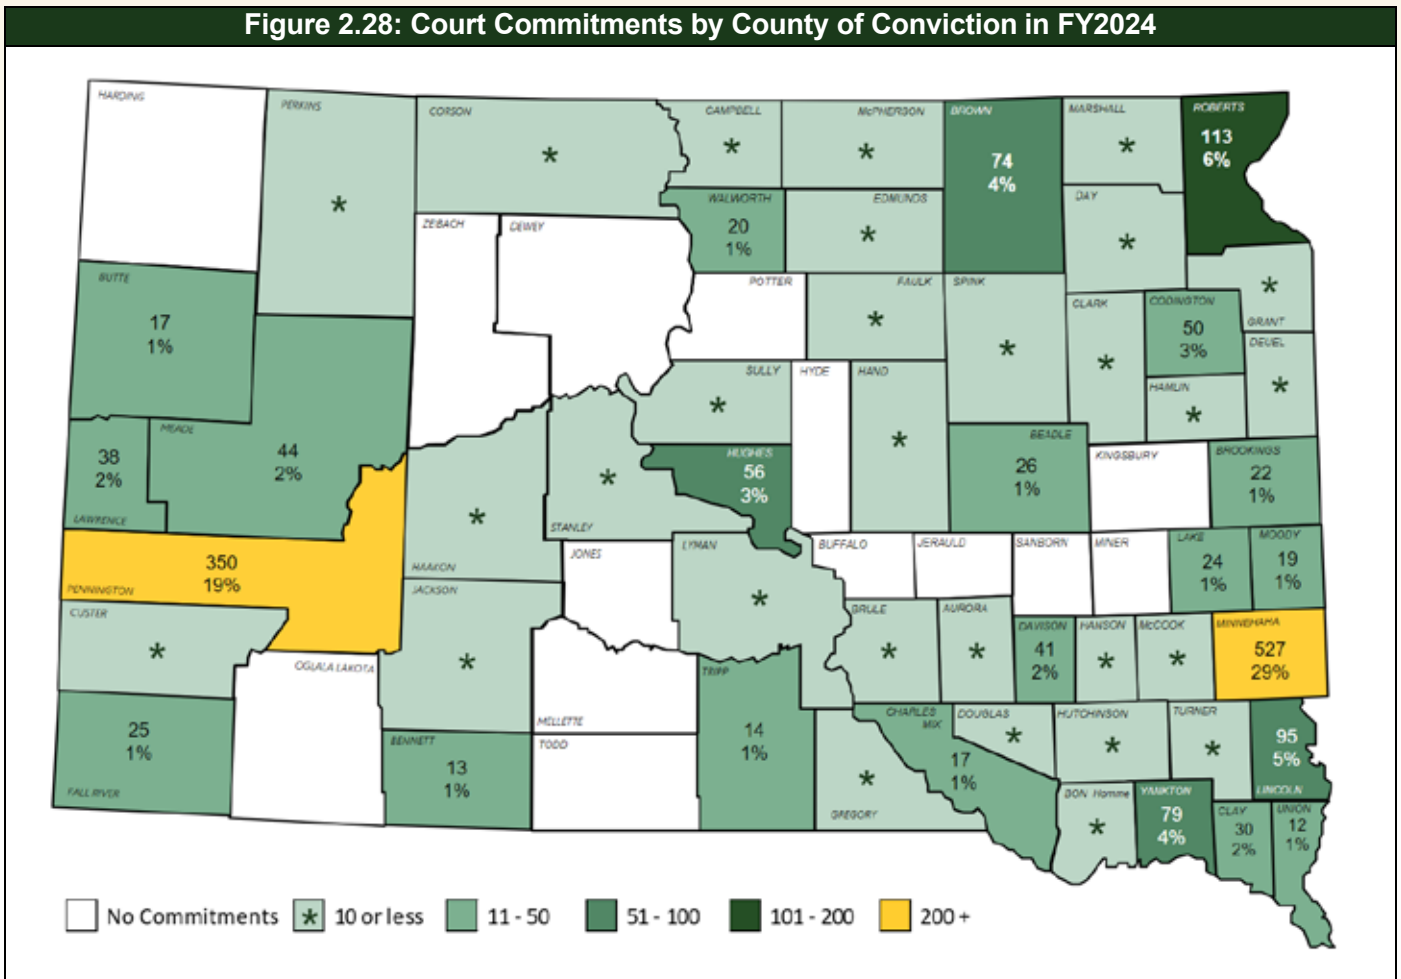 Figure 2.28: Court Commitments by County of Conviction in FY2024
HARDING
PERKINS
*
CORSON
*
CAMPBELL
*
McPHERSON
*
BROWN
74
4%
MARSHALL
*
ROBERTS
113
6%
WALWORTH
20
1%
EDMUNDS
*
DAY
*
ZEBACH
DEWEY
BUTTE
17
1%
POTTER
FAULK
*
SPINK
*
CLARK
*
CODINGTON
50
3%
*
GRANT
DEUEL
*
HAMLIN
*
SULLY
*
HYDE
HAND
*
38
2%
LAWRENCE
MEADE
44
2%
HUGHES
56
3%
BEADLE
26
1%
KINGSBURY
BROOKINGS
22
1%
*
STANLEY
*
HAAKON
350
19%
PENNINGTON
JONES
LYMAN
*
BUFFALO
JERAULD
SANBORN
MINER
LAKE
24
1%
MOODY
19
1%
CUSTER
*
OGLALA LAKOTA
JACKSON
*
BRULE
*
AURORA
*
DAVISON
41
2%
HANSON
*
McCOOK
*
MINNEHAHA
527
29%
25
1%
FALL RIVER
BENNETT
13
1%
MELLETTE
TODD
TRIPP
14
1%
*
GREGORY
CHARLES
MIX
17
1%
DOUGLAS
*
HUTCHINSON
*
TURNER
*
95
5%
LINCOLN
BON Homme
*
YANKTON
79
4%
CLAY
30
2%
UNION
12
1%
No Commitments
* 10 or less
11 - 50
51 - 100
101 - 200
200 +